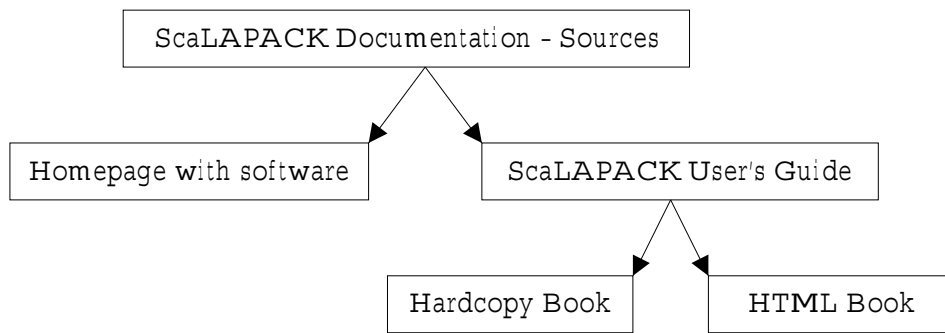 ScaLAPACK Documentation - Sources
Homepage with software
ScaLAPACK User's Guide
Hardcopy Book
HTML Book